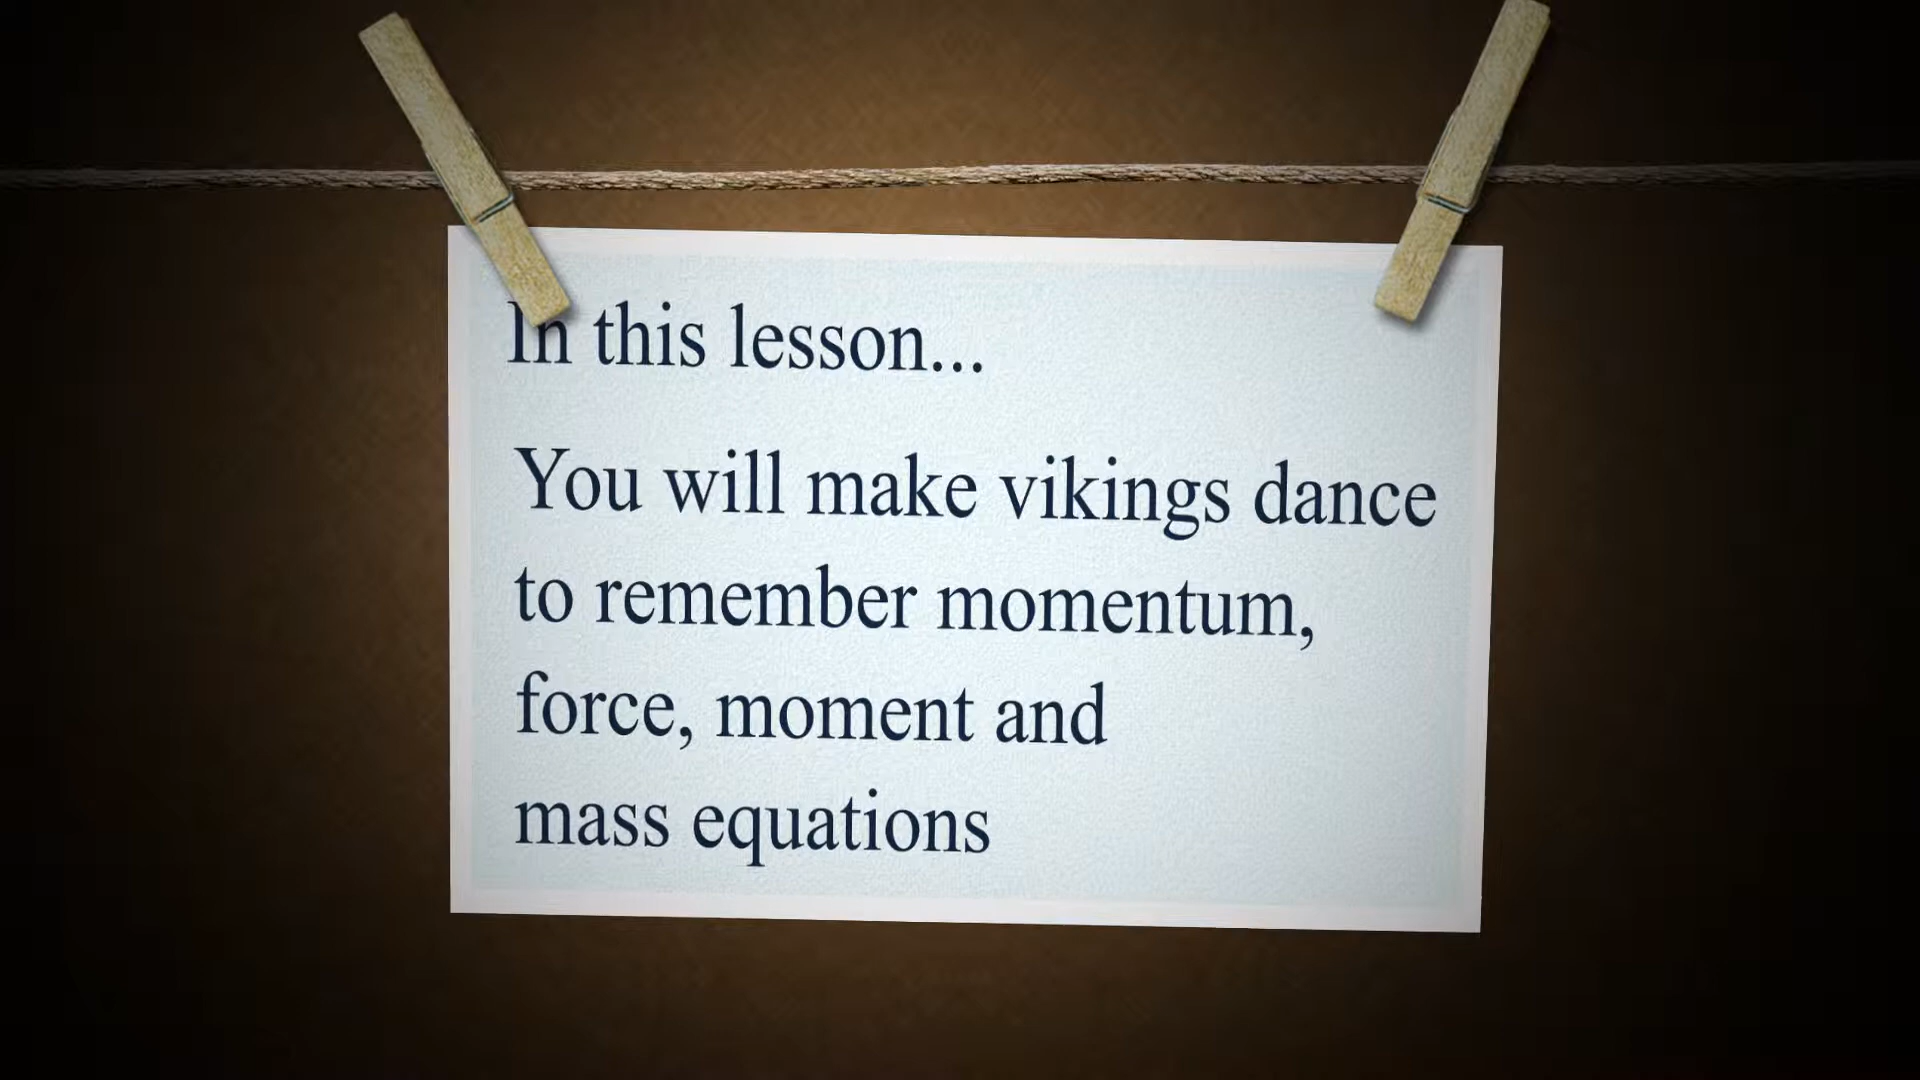 In this lesson...
You will make vikings dance
to remember momentum,
force, moment and
mass equations